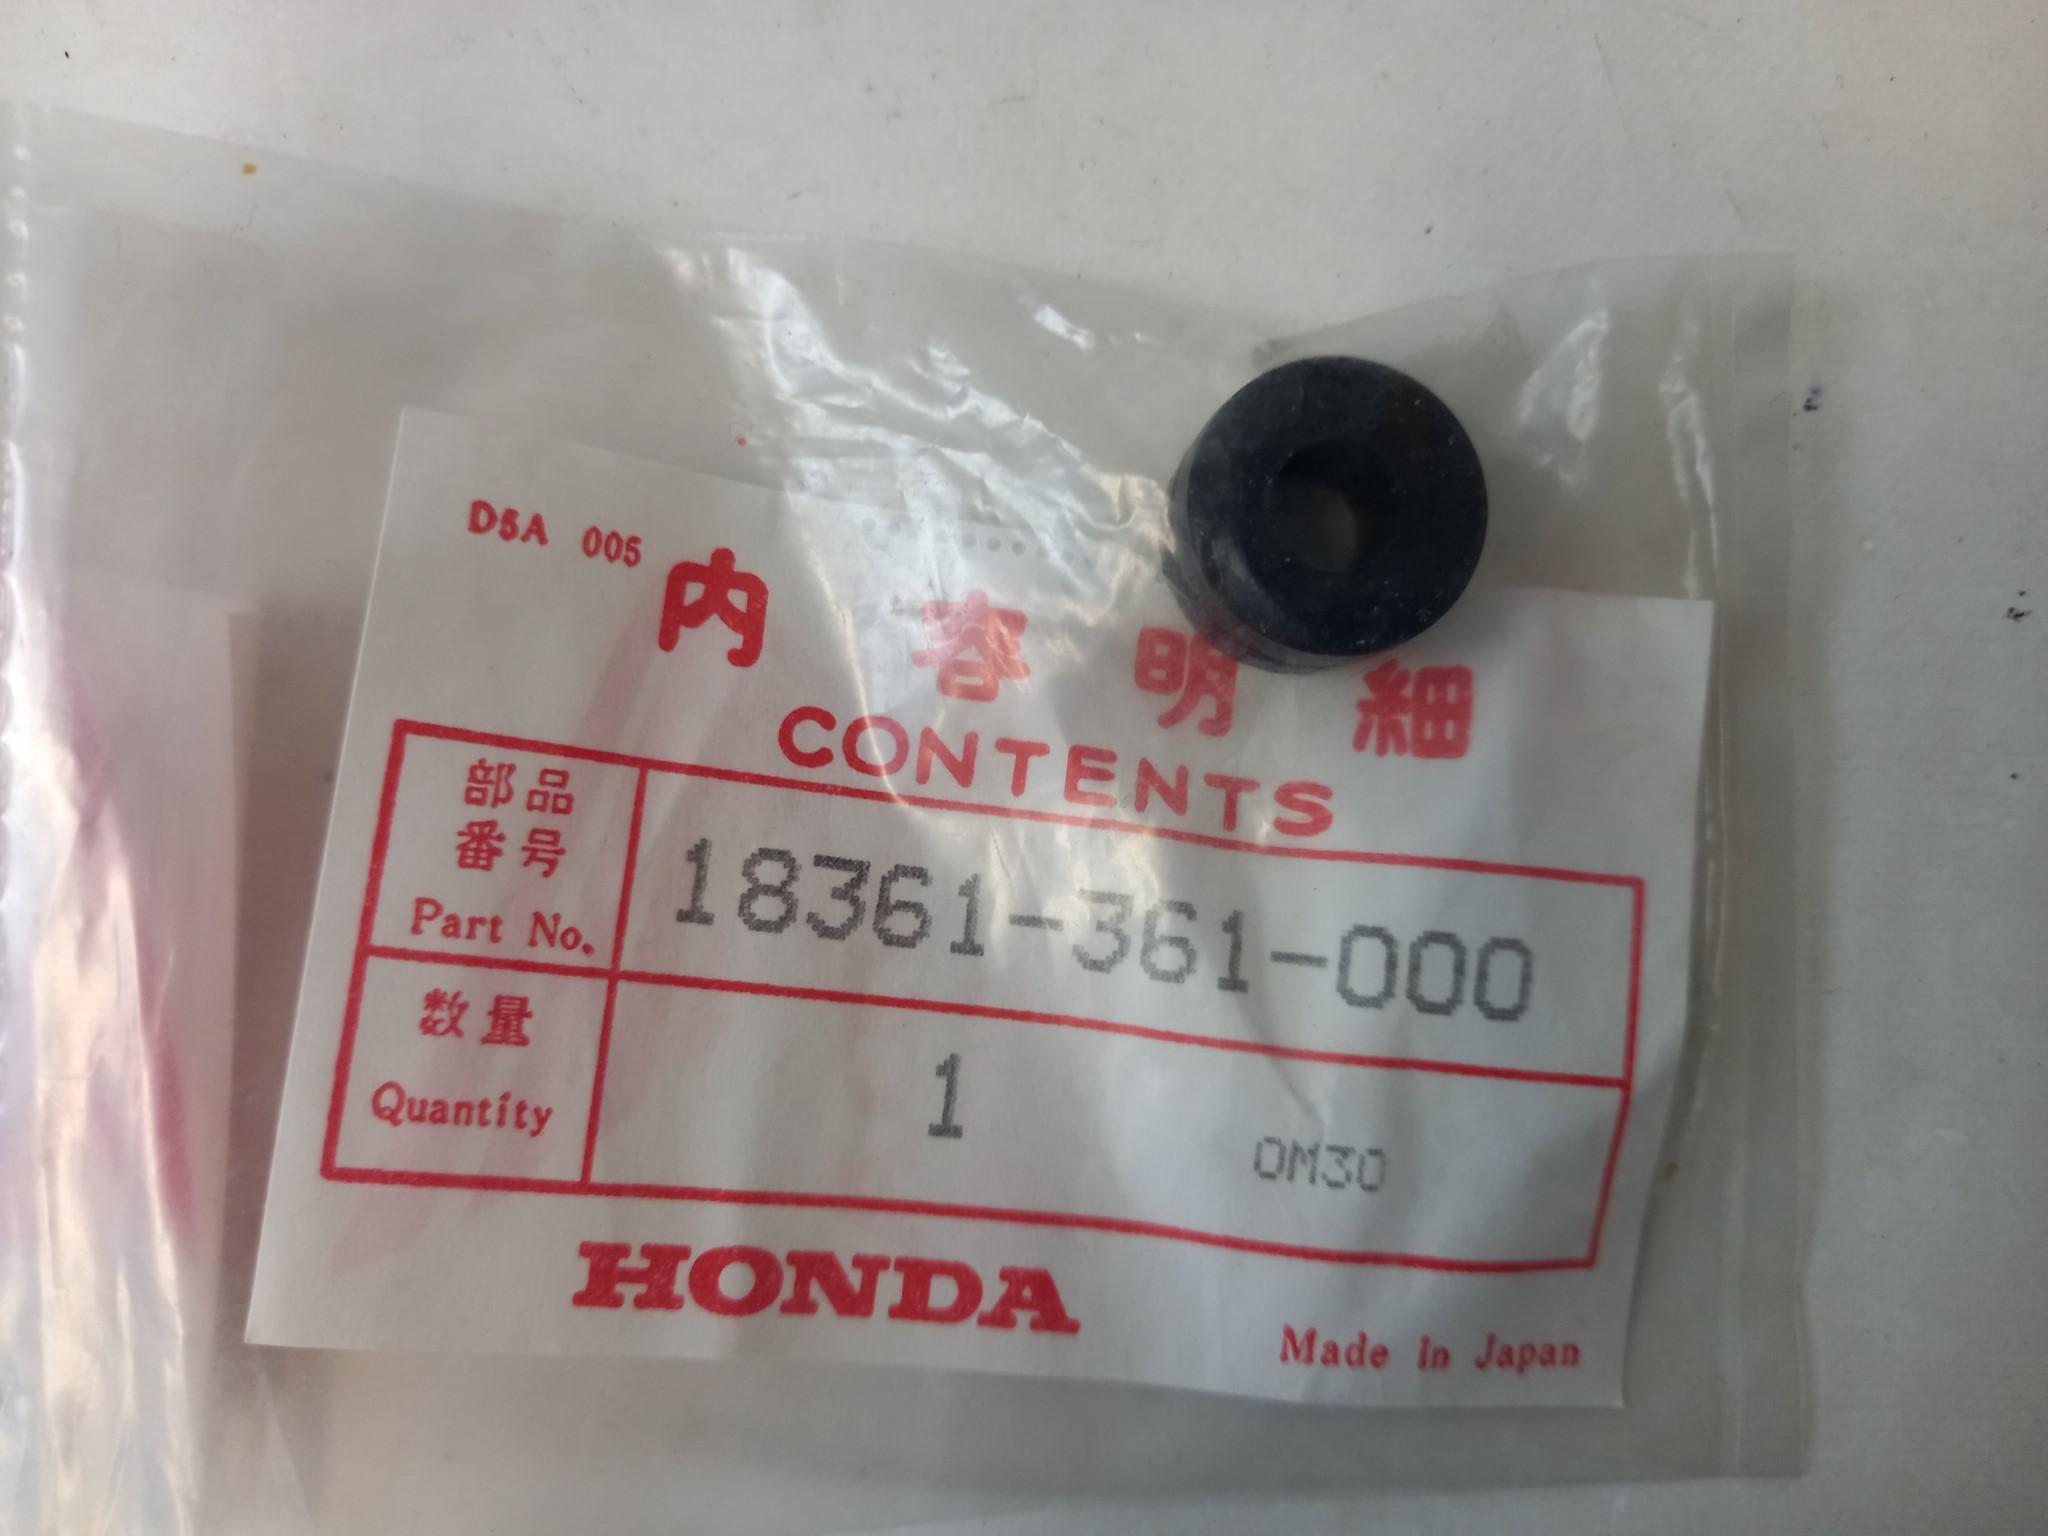 D5A 005
内容明細
CONTENTS
部品
番号
Part No.
18361-361-000
数量
Quantity
1
0M30
HONDA
Made in Japan